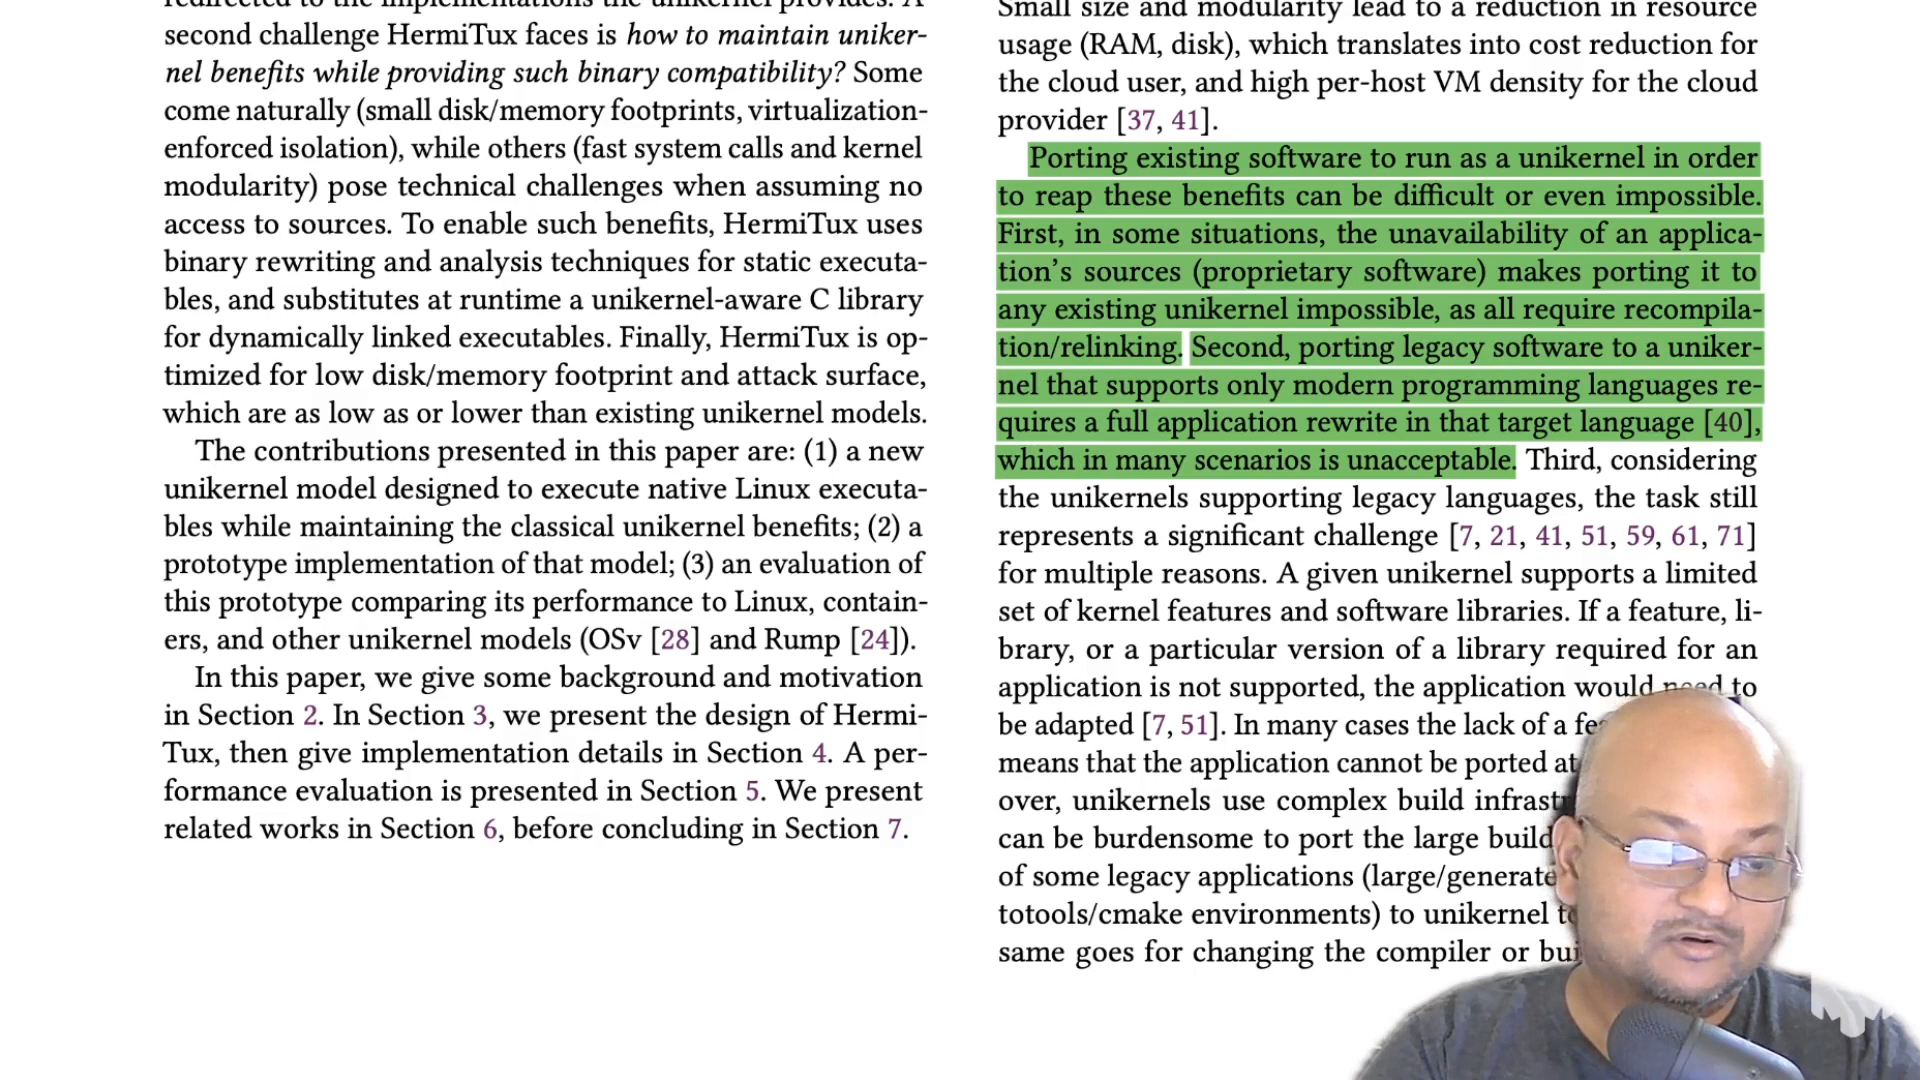 redirected to the implementations the unikernel provides. A
second challenge HermiTux faces is how to maintain uniker-
nel benefits while providing such binary compatibility? Some
come naturally (small disk/memory footprints, virtualization-
enforced isolation), while others (fast system calls and kernel
modularity) pose technical challenges when assuming no
access to sources. To enable such benefits, HermiTux uses
binary rewriting and analysis techniques for static executa-
bles, and substitutes at runtime a unikernel-aware C library
for dynamically linked executables. Finally, HermiTux is op-
timized for low disk/memory footprint and attack surface,
which are as low as or lower than existing unikernel models.
The contributions presented in this paper are: (1) a new
unikernel model designed to execute native Linux executa-
bles while maintaining the classical unikernel benefits; (2) a
prototype implementation of that model; (3) an evaluation of
this prototype comparing its performance to Linux, contain-
ers, and other unikernel models (OSv [28] and Rump [24]).
In this paper, we give some background and motivation
in Section 2. In Section 3, we present the design of Hermi-
Tux, then give implementation details in Section 4. A per-
formance evaluation is presented in Section 5. We present
related works in Section 6, before concluding in Section 7.
Small size and modularity lead to a reduction in resource
usage (RAM, disk), which translates into cost reduction for
the cloud user, and high per-host VM density for the cloud
provider [37, 41].
Porting existing software to run as a unikernel in order
to reap these benefits can be difficult or even impossible.
First, in some situations, the unavailability of an applica-
tion's sources (proprietary software) makes porting it to
any existing unikernel impossible, as all require recompila-
tion/relinking. Second, porting legacy software to a uniker-
nel that supports only modern programming languages re-
quires a full application rewrite in that target language [40],
which in many scenarios is unacceptable. Third, considering
the unikernels supporting legacy languages, the task still
represents a significant challenge [7, 21, 41, 51, 59, 61, 71]
for multiple reasons. A given unikernel supports a limited
set of kernel features and software libraries. If a feature, li-
brary, or a particular version of a library required for an
application is not supported, the application would need to
be adapted [7, 51]. In many cases the lack of a
means that the application cannot be ported at
over, unikernels use complex build
can be burdensome to port the large build
of some legacy applications
totools/cmake environments) to unikernel
same goes for changing the compiler or